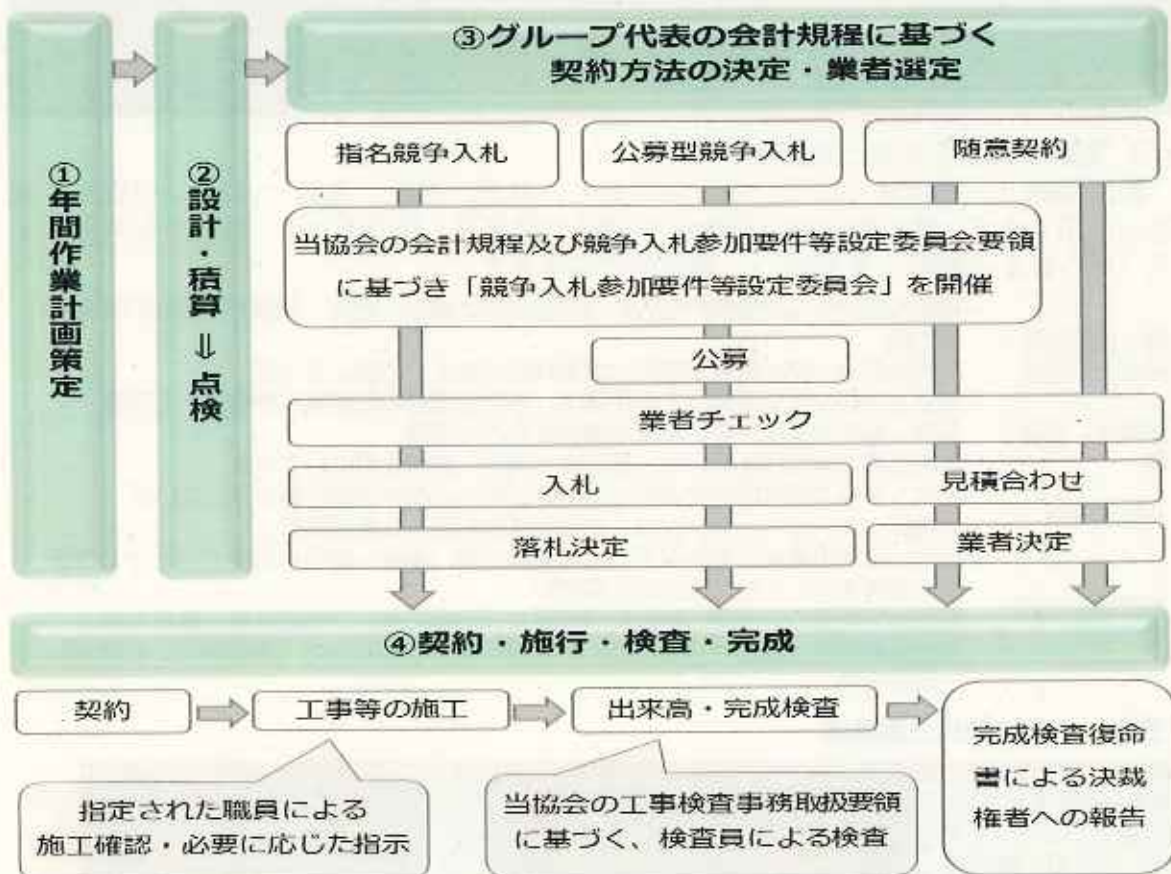 ①年間作業計画策定
②設計・積算⇓点検
③グループ代表の会計規程に基づく
契約方法の決定・業者選定
指名競争入札
公募型競争入札
随意契約
当協会の会計規程及び競争入札参加要件等設定委員会要領
に基づき「競争入札参加要件等設定委員会」を開催
公募
業者チェック
入札
見積合わせ
落札決定
業者決定
④契約・施行・検査・完成
契約
工事等の施工
出来高・完成検査
完成検査復命
書による決裁
権者への報告
指定された職員による
施工確認・必要に応じた指示
当協会の工事検査事務取扱要領
に基づく、検査員による検査